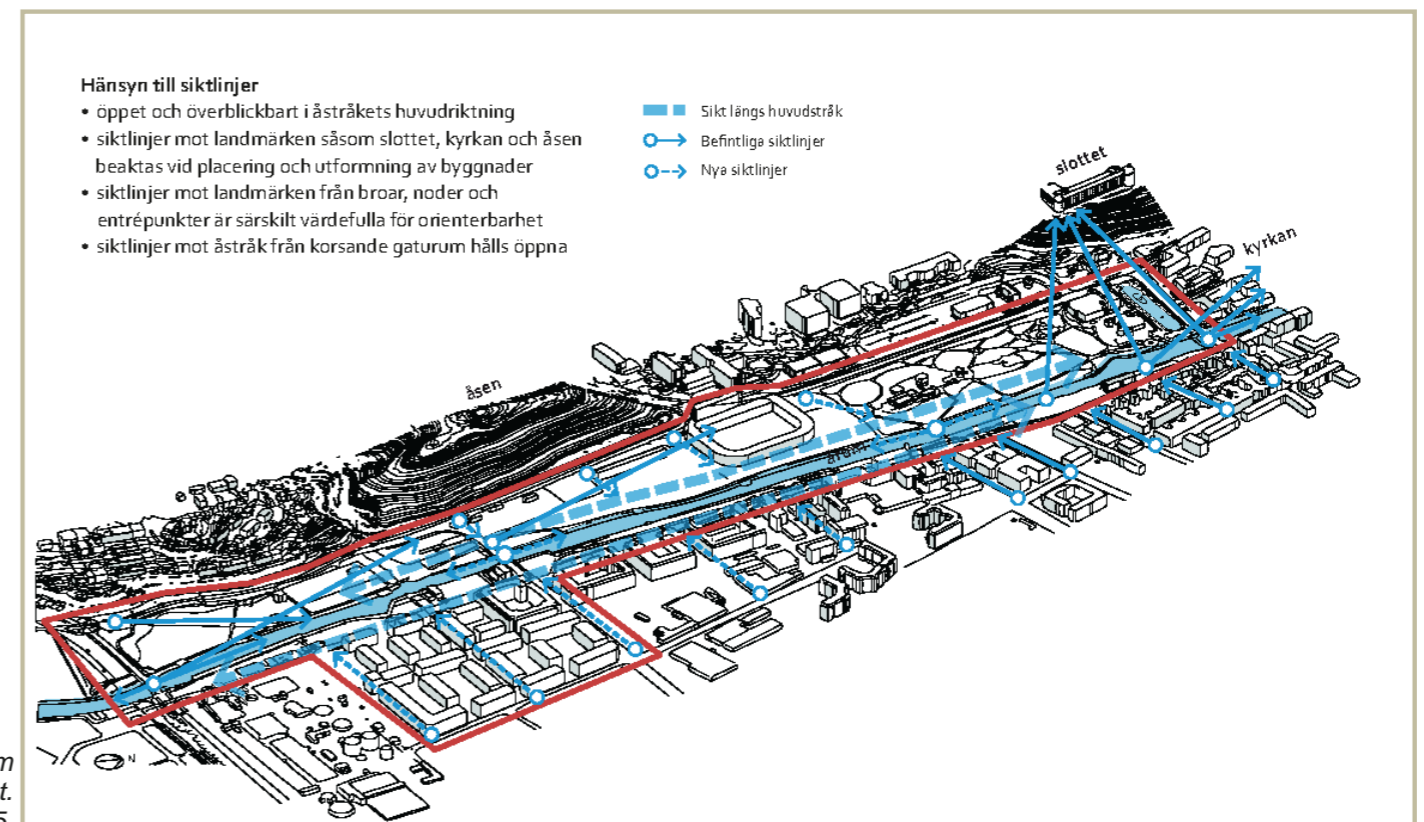 Hänsyn till siktlinjer
• öppet och överblickbart i åstråkets huvudriktning
• siktlinjer mot landmärken såsom slottet, kyrkan och åsen
beaktas vid placering och utformning av byggnader
• siktlinjer mot landmärken från broar, noder och
entrépunkter är särskilt värdefulla för orienterbarhet
• siktlinjer mot åstråk från korsande gaturum hålls öppna
Sikt längs huvudstråk
Befintliga siktlinjer
Nya siktlinjer
slottet
kyrkan
åsen
N
t.